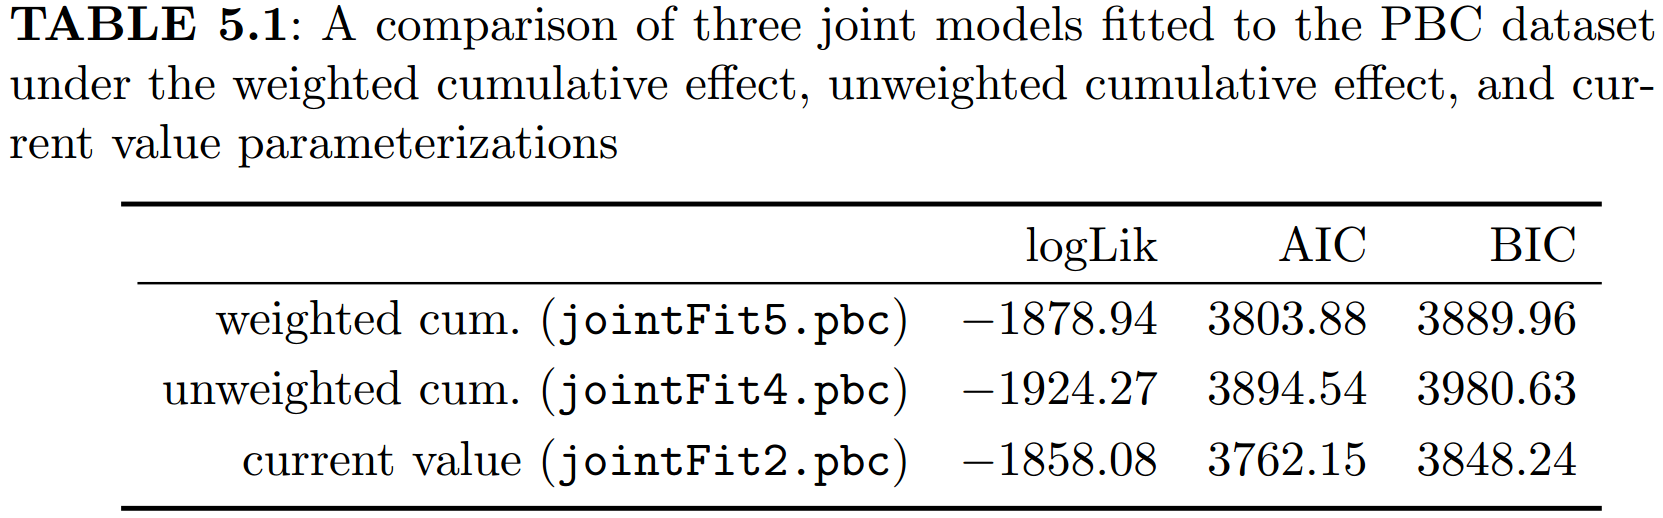 TABLE 5.1: A comparison of three joint models fitted to the PBC dataset
under the weighted cumulative effect, unweighted cumulative effect, and cur-
rent value parameterizations
logLik AIC BIC
weighted cum. (jointFit5.pbc) −1878.94 3803.88 3889.96
unweighted cum. (jointFit4.pbc) −1924.27 3894.54 3980.63
current value (jointFit2.pbc) −1858.08 3762.15 3848.24